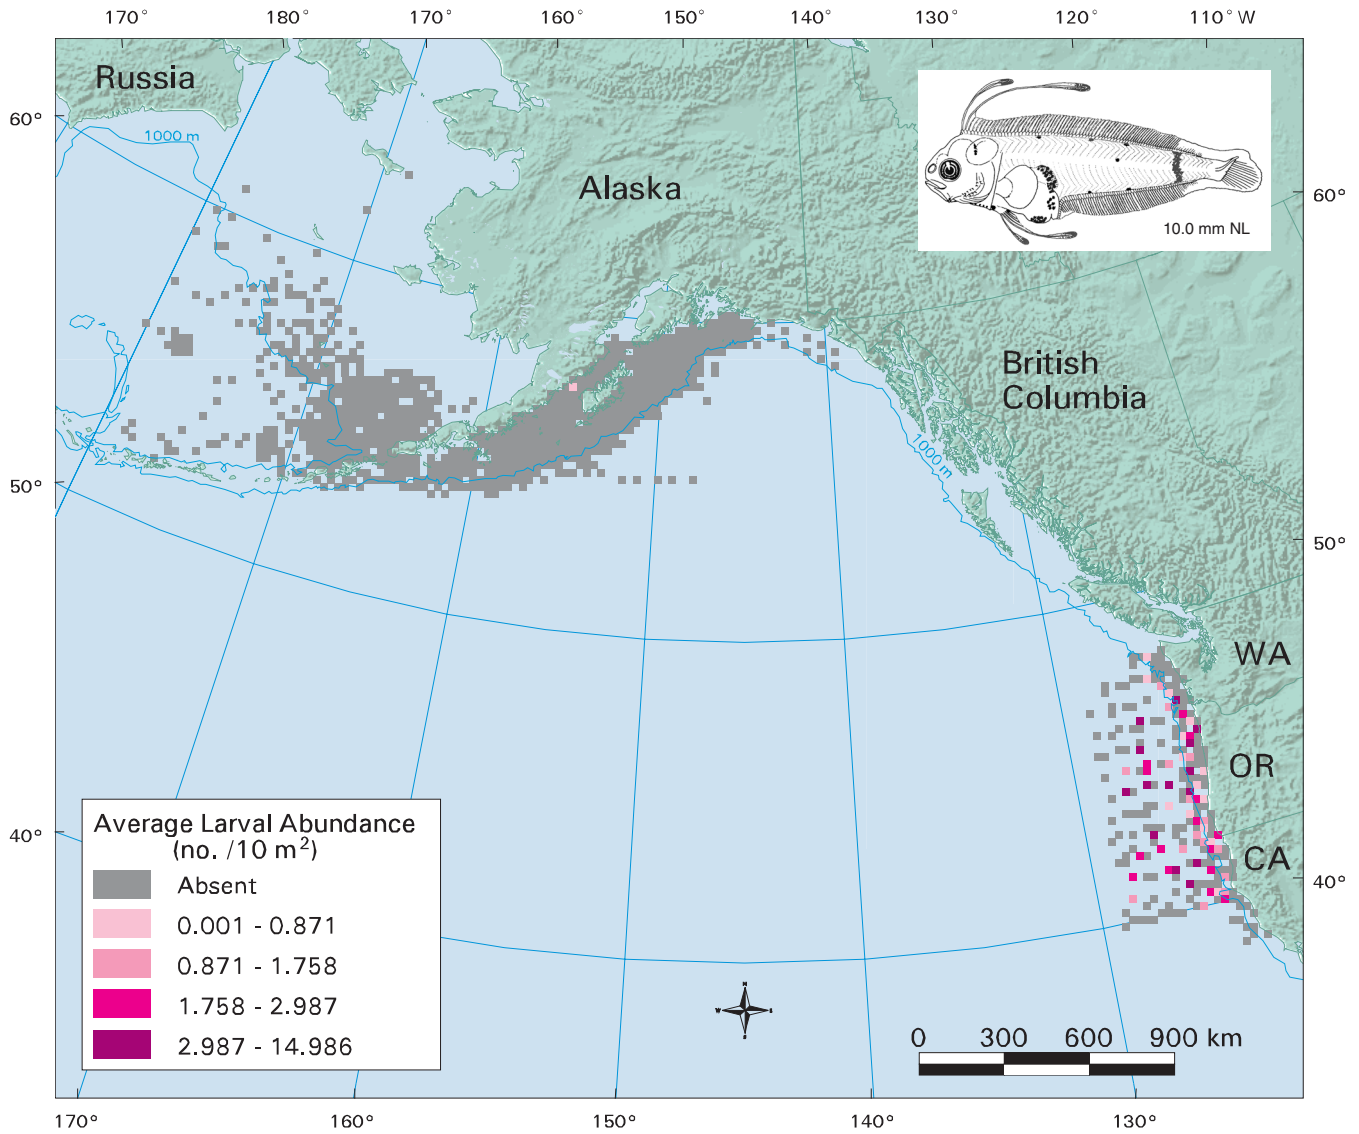 170° 180° 170° 160° 150° 140° 130° 120° 110° W
Russia
60°
1000 m
Alaska
10.0 mm NL
60°
British
Columbia
1000 m
50°
50°
WA
OR
CA
40°
40°
Average Larval Abundance
(no. /10 m²)
Absent
0.001 - 0.871
0.871 - 1.758
1.758 - 2.987
2.987 - 14.986
N
W
S
0 300 600 900 km
170° 160° 150° 140° 130°